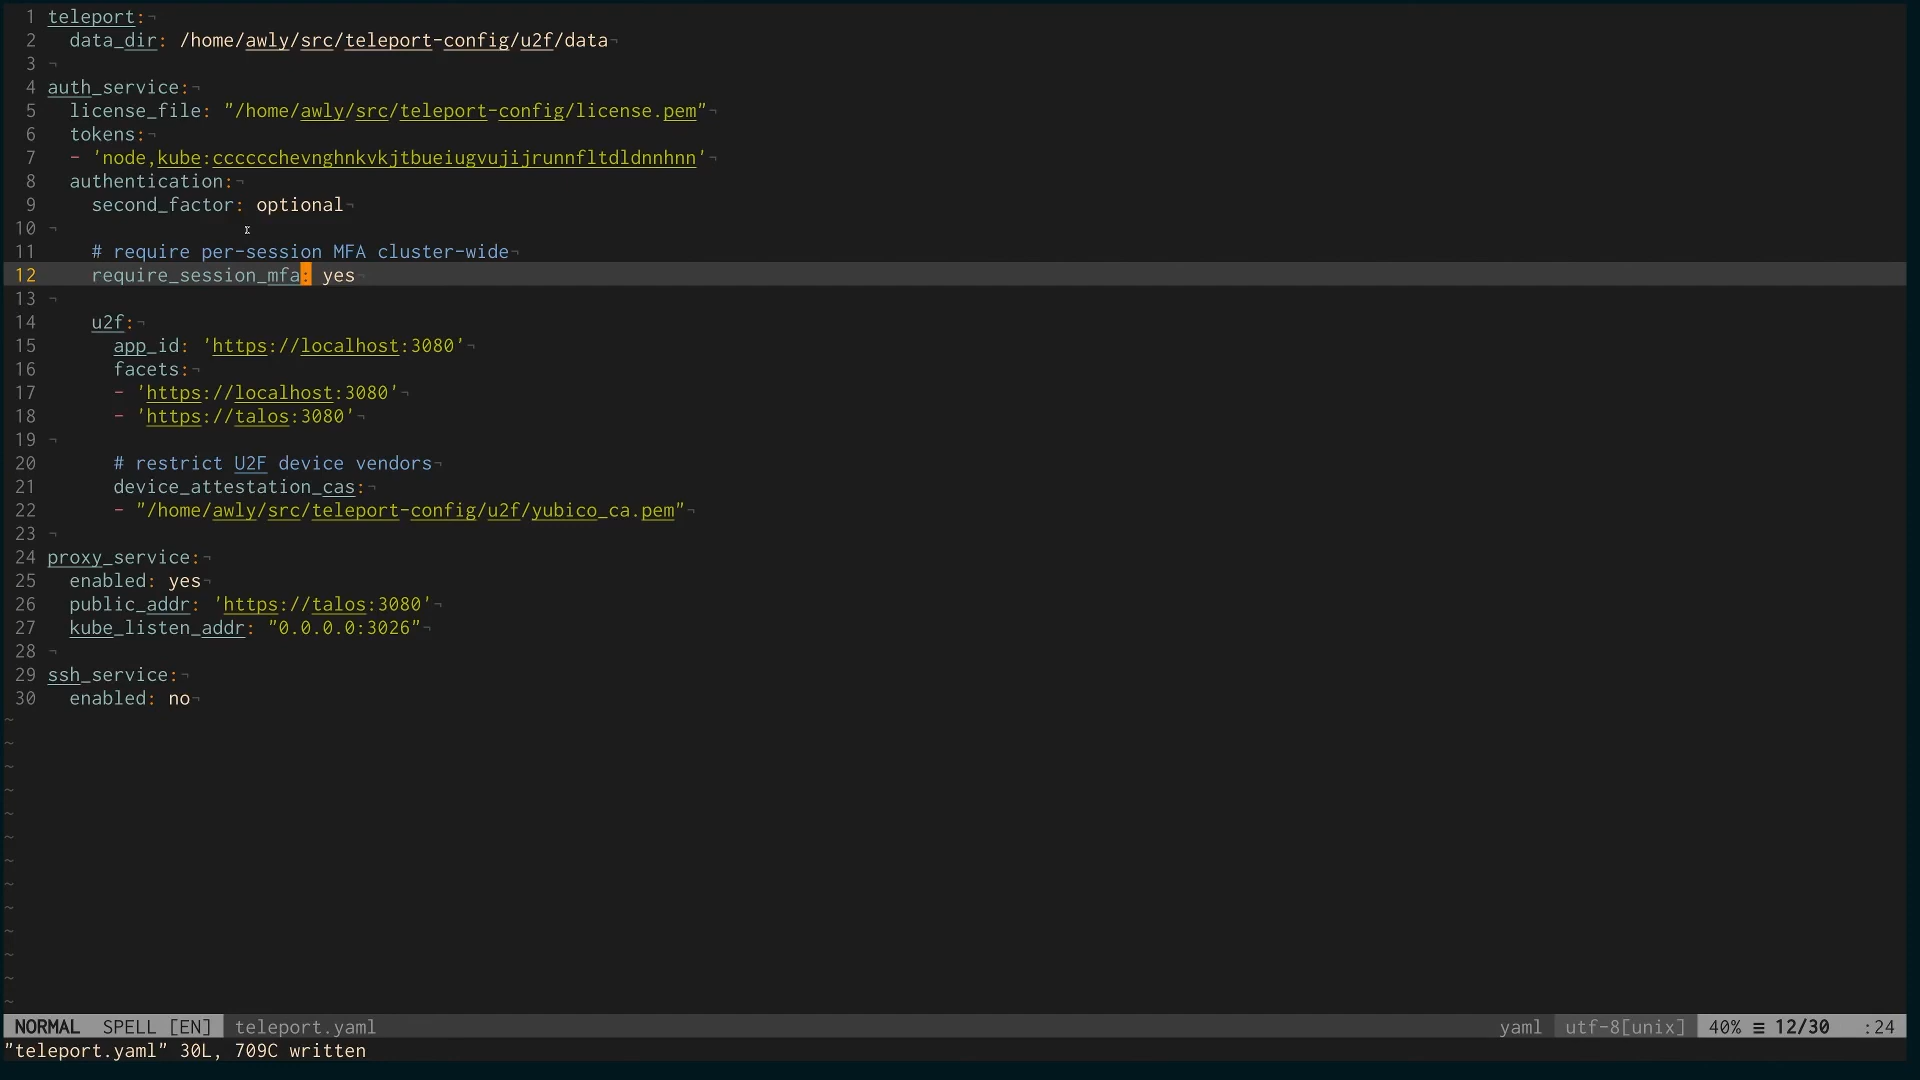 1 teleport:¬
2   data_dir: /home/awly/src/teleport-config/u2f/data¬
3 ¬
4 auth_service:¬
5   license_file: "/home/awly/src/teleport-config/license.pem"¬
6   tokens:¬
7   - 'node,kube:ccccccchevnghnkvkjtbueiugvujijrunnfltdldnnhnn'¬
8   authentication:¬
9     second_factor: optional¬
10 ¬
11     # require per-session MFA cluster-wide¬
12     require_session_mfa: yes¬
13 ¬
14     u2f:¬
15       app_id: 'https://localhost:3080'¬
16       facets:¬
17       - 'https://localhost:3080'¬
18       - 'https://talos:3080'¬
19 ¬
20       # restrict U2F device vendors¬
21       device_attestation_cas:¬
22       - "/home/awly/src/teleport-config/u2f/yubico_ca.pem"¬
23 ¬
24 proxy_service:¬
25   enabled: yes¬
26   public_addr: 'https://talos:3080'¬
27   kube_listen_addr: "0.0.0.0:3026"¬
28 ¬
29 ssh_service:¬
30   enabled: no¬
~
~
~
~
~
~
~
~
~
~
~
~
~
NORMAL SPELL [EN] teleport.yaml yaml utf-8[unix] 40% ≡ 12/30 :24
"teleport.yaml" 30L, 709C written